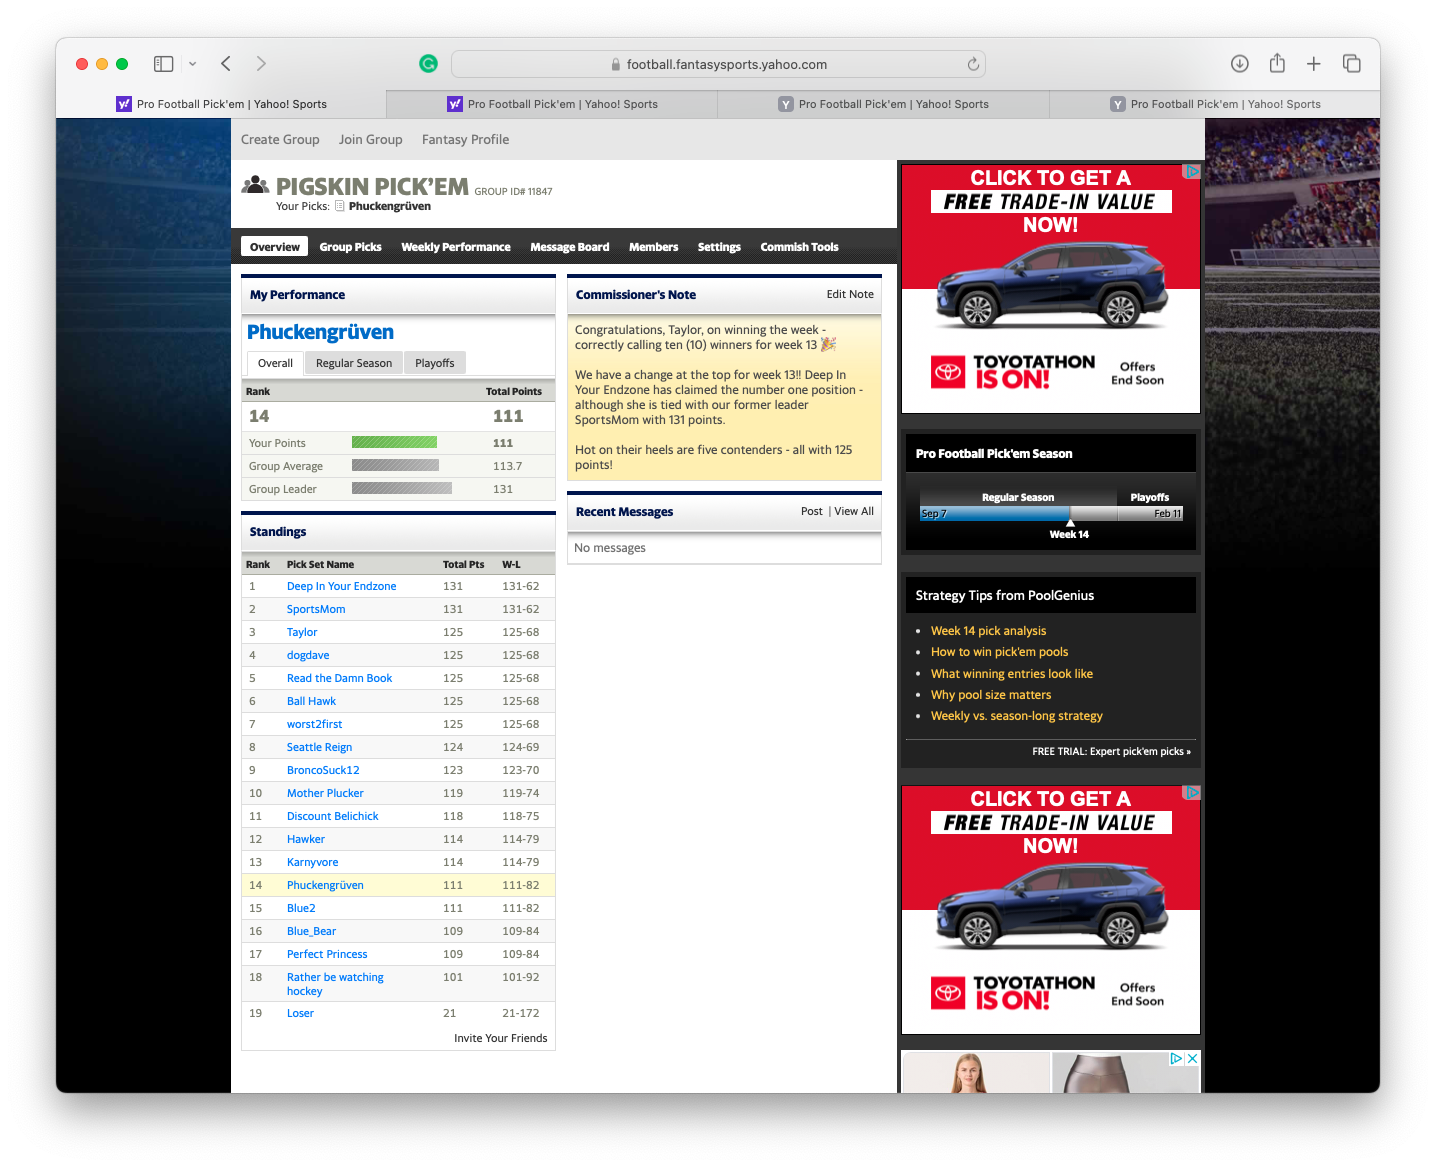 football.fantasysports.yahoo.com
Pro Football Pick'em | Yahoo! Sports
Pro Football Pick'em | Yahoo! Sports
Pro Football Pick'em | Yahoo! Sports
Pro Football Pick'em | Yahoo! Sports
Create Group Join Group Fantasy Profile
PIGSKIN PICK'EM GROUP ID# 11847
Your Picks: Phuckengrüven
Overview Group Picks Weekly Performance Message Board Members Settings Commish Tools
My Performance
Phuckengrüven
Overall Regular Season Playoffs
Rank Total Points
14 111
Your Points 111
Group Average 113.7
Group Leader 131
Standings
Rank Pick Set Name Total Pts W-L
1 Deep In Your Endzone 131 131-62
2 SportsMom 131 131-62
3 Taylor 125 125-68
4 dogdave 125 125-68
5 Read the Damn Book 125 125-68
6 Ball Hawk 125 125-68
7 worst2first 125 125-68
8 Seattle Reign 124 124-69
9 BroncoSuck12 123 123-70
10 Mother Plucker 119 119-74
11 Discount Belichick 118 118-75
12 Hawker 114 114-79
13 Karnyvore 114 114-79
14 Phuckengrüven 111 111-82
15 Blue2 111 111-82
16 Blue_Bear 109 109-84
17 Perfect Princess 109 109-84
18 Rather be watching 101 101-92
hockey
19 Loser 21 21-172
Invite Your Friends
Commissioner's Note Edit Note
Congratulations, Taylor, on winning the week -
correctly calling ten (10) winners for week 13 🎉
We have a change at the top for week 13!! Deep In
Your Endzone has claimed the number one position -
although she is tied with our former leader
SportsMom with 131 points.
Hot on their heels are five contenders - all with 125
points!
Recent Messages Post | View All
No messages
CLICK TO GET A
FREE TRADE-IN VALUE
NOW!
TOYOTATHON
IS ON!
Offers
End Soon
Pro Football Pick'em Season
Regular Season Playoffs
Sep 7 Feb 11
Week 14
Strategy Tips from PoolGenius
• Week 14 pick analysis
• How to win pick'em pools
• What winning entries look like
• Why pool size matters
• Weekly vs. season-long strategy
FREE TRIAL: Expert pick'em picks »
CLICK TO GET A
FREE TRADE-IN VALUE
NOW!
TOYOTATHON
IS ON!
Offers
End Soon